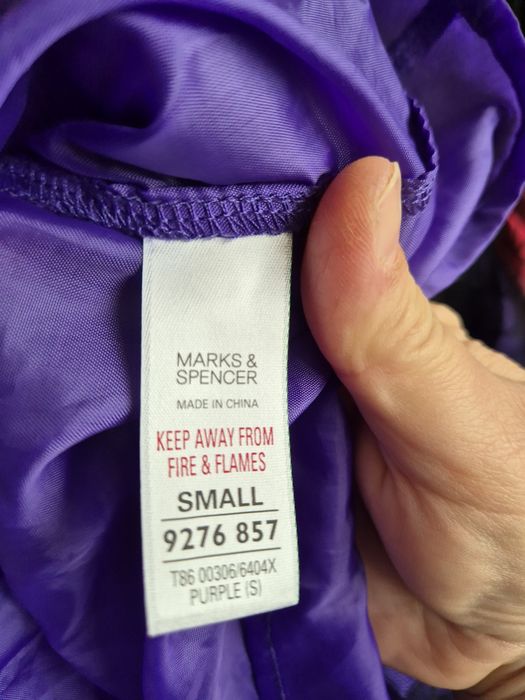 MARKS &
SPENCER
MADE IN CHINA
KEEP AWAY FROM
FIRE & FLAMES
SMALL
9276 857
T86 00306/6404X
PURPLE (S)